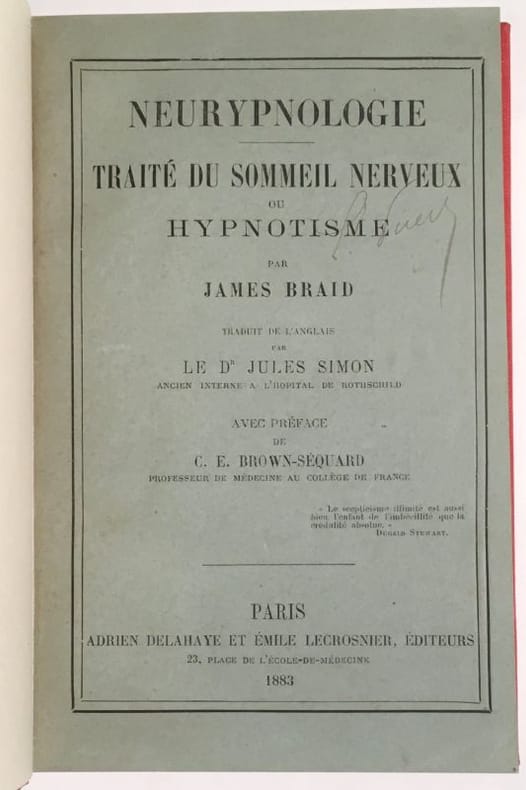 NEURYPNOLOGIE
TRAITÉ DU SOMMEIL NERVEUX
OU
HYPNOTISME
PAR
JAMES BRAID
TRADUIT DE L'ANGLAIS
PAR
LE Dr JULES SIMON
ANCIEN INTERNE A L'HOPITAL DE ROTHSCHILD
AVEC PRÉFACE
DE
C. E. BROWN-SÉQUARD
PROFESSEUR DE MÉDECINE AU COLLÈGE DE FRANCE
« Le scepticisme illimité est aussi
bien l'enfant de l'imbécillité que la
crédulité absolue. »
DUGALD STEWART.
PARIS
ADRIEN DELAHAYE ET ÉMILE LECROSNIER, ÉDITEURS
23, PLACE DE L'ÉCOLE-DE-MÉDECINE
1883